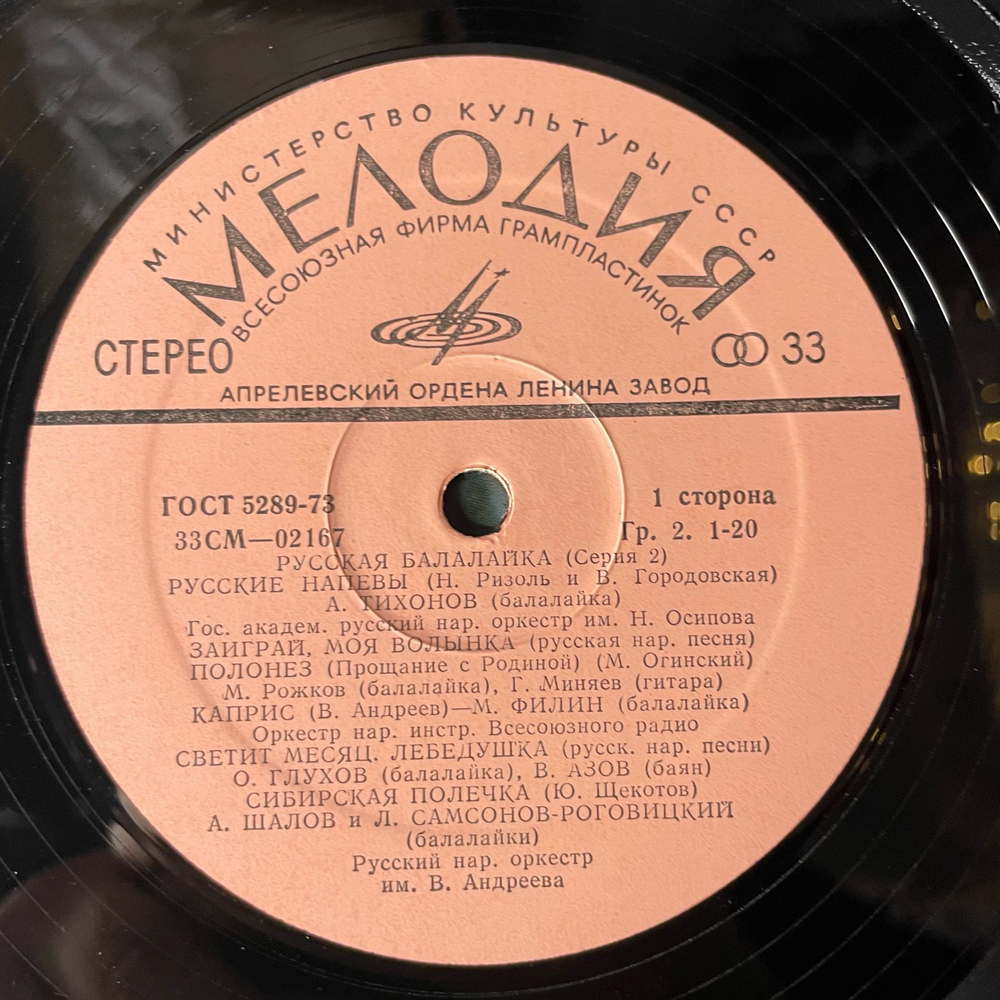 МИНИСТЕРСТВО КУЛЬТУРЫ СССР
МЕЛОДИЯ
ВСЕСОЮЗНАЯ ФИРМА ГРАМПЛАСТИНОК
СТЕРЕО
33
АПРЕЛЕВСКИЙ ОРДЕНА ЛЕНИНА ЗАВОД
ГОСТ 5289-73
1 сторона
33СМ—02167
Гр. 2. 1-20
РУССКАЯ БАЛАЛАЙКА (Серия 2)
РУССКИЕ НАПЕВЫ (Н. Ризоль и В. Городовская)
А. ТИХОНОВ (балалайка)
Гос. академ. русский нар. оркестр им. Н. Осипова
ЗАИГРАЙ, МОЯ ВОЛЫНКА (русская нар. песня)
ПОЛОНЕЗ (Прощание с Родиной) (М. Огинский)
М. Рожков (балалайка), Г. Миняев (гитара)
КАПРИС (В. Андреев)—М. ФИЛИН (балалайка)
Оркестр нар. инстр. Всесоюзного радио
СВЕТИТ МЕСЯЦ. ЛЕБЕДУШКА (русск. нар. песни)
О. ГЛУХОВ (балалайка), В. АЗОВ (баян)
СИБИРСКАЯ ПОЛЕЧКА (Ю. Щекотов)
А. ШАЛОВ и Л. САМСОНОВ-РОГОВИЦКИЙ
(балалайки)
Русский нар. оркестр
им. В. Андреева